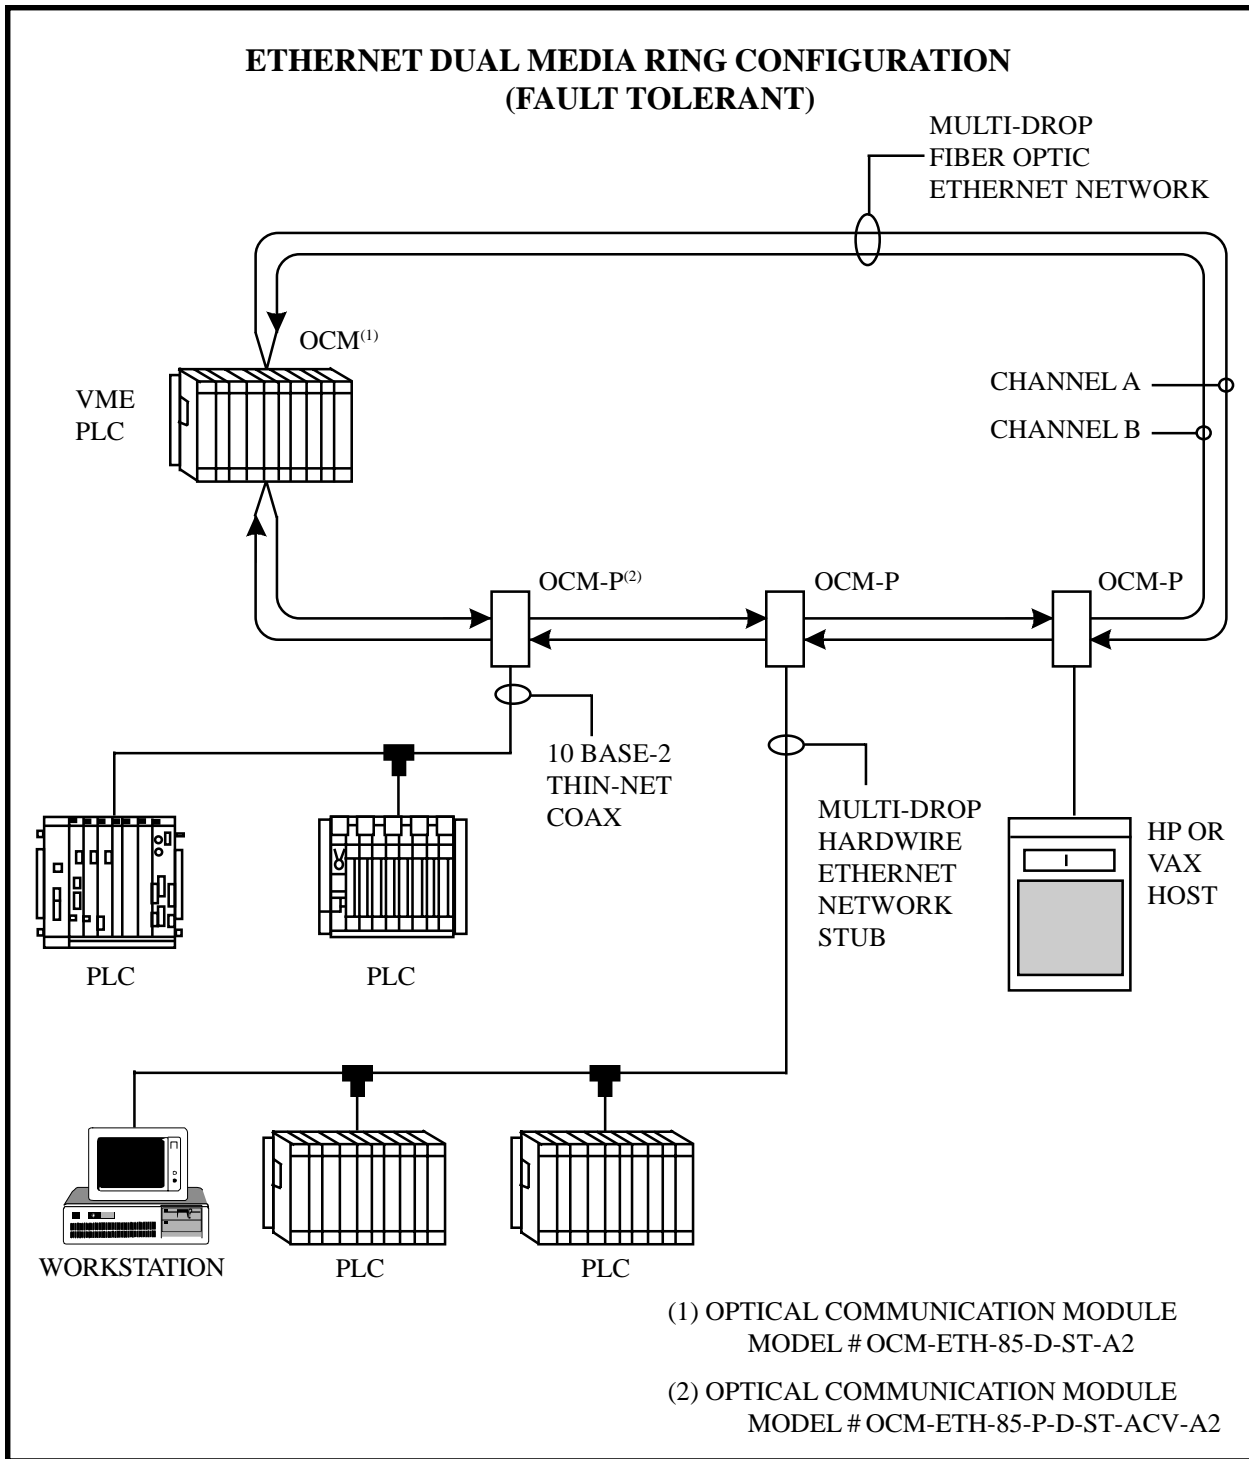 ETHERNET DUAL MEDIA RING CONFIGURATION
(FAULT TOLERANT)
MULTI-DROP
FIBER OPTIC
ETHERNET NETWORK
OCM(1)
VME
PLC
CHANNEL A
CHANNEL B
OCM-P(2)
OCM-P
OCM-P
10 BASE-2
THIN-NET
COAX
MULTI-DROP
HARDWIRE
ETHERNET
NETWORK
STUB
HP OR
VAX
HOST
PLC
PLC
WORKSTATION
PLC
PLC
(1) OPTICAL COMMUNICATION MODULE
MODEL # OCM-ETH-85-D-ST-A2
(2) OPTICAL COMMUNICATION MODULE
MODEL # OCM-ETH-85-P-D-ST-ACV-A2